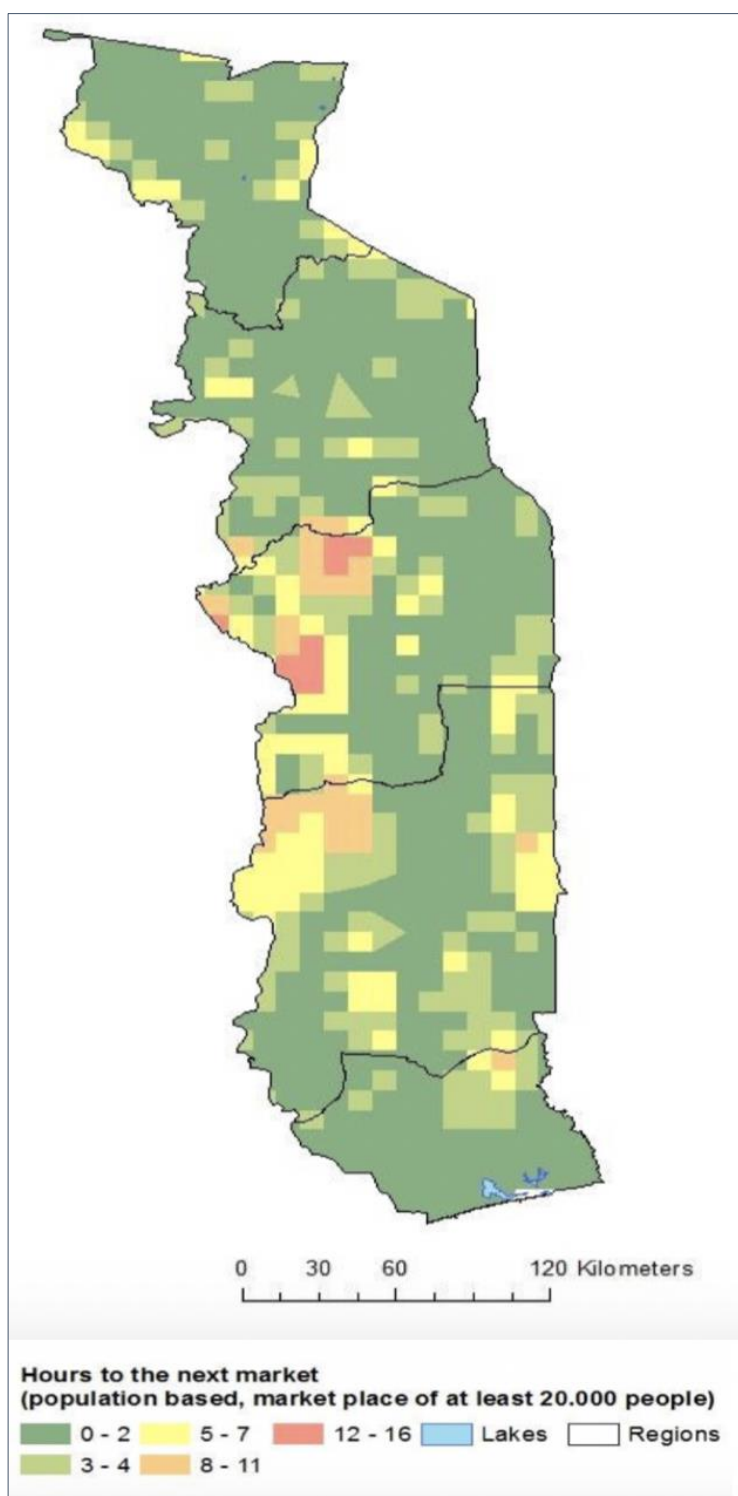 0 30 60 120 Kilometers
Hours to the next market
(population based, market place of at least 20.000 people)
0 - 2 5 - 7 12 - 16 Lakes Regions
3 - 4 8 - 11